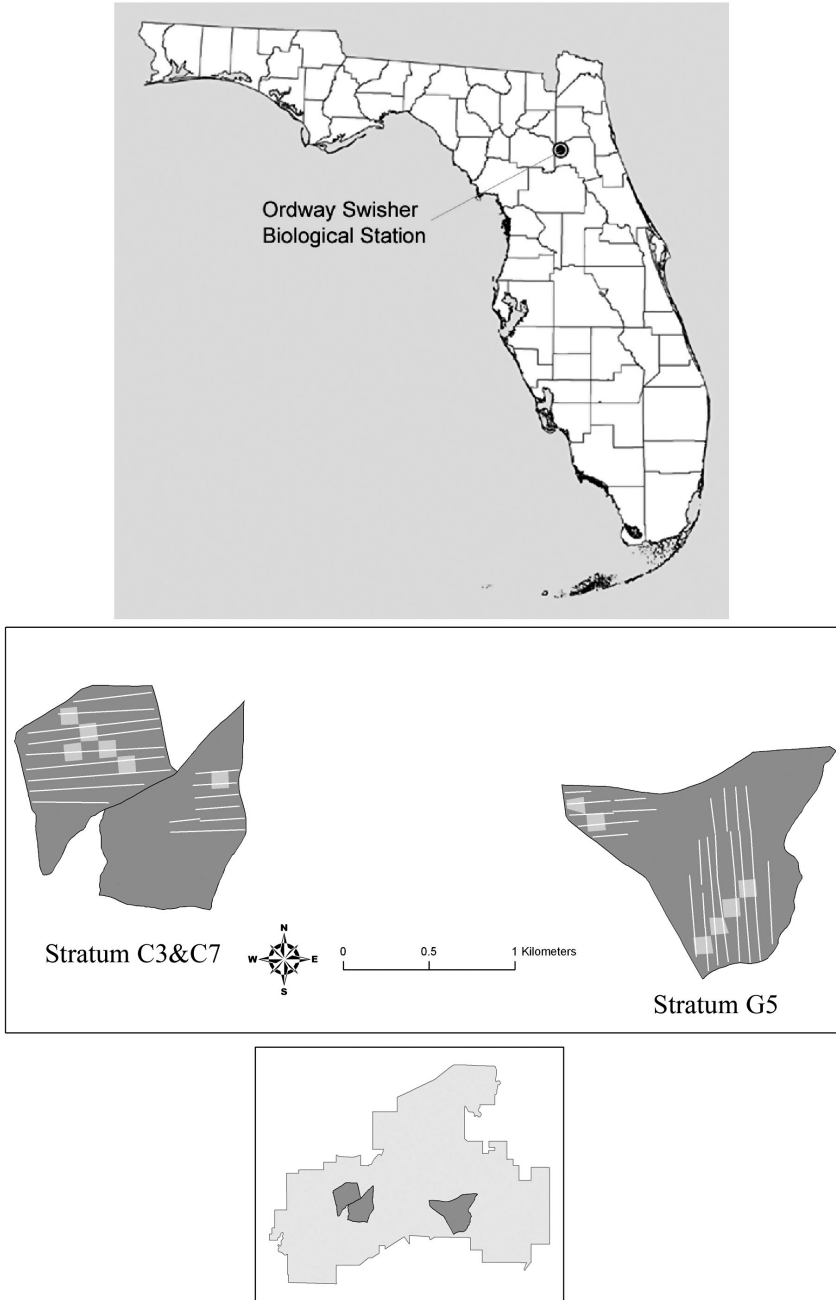 Ordway Swisher
Biological Station
Stratum C3&C7
N
W E
S
0 0.5 1 Kilometers
Stratum G5